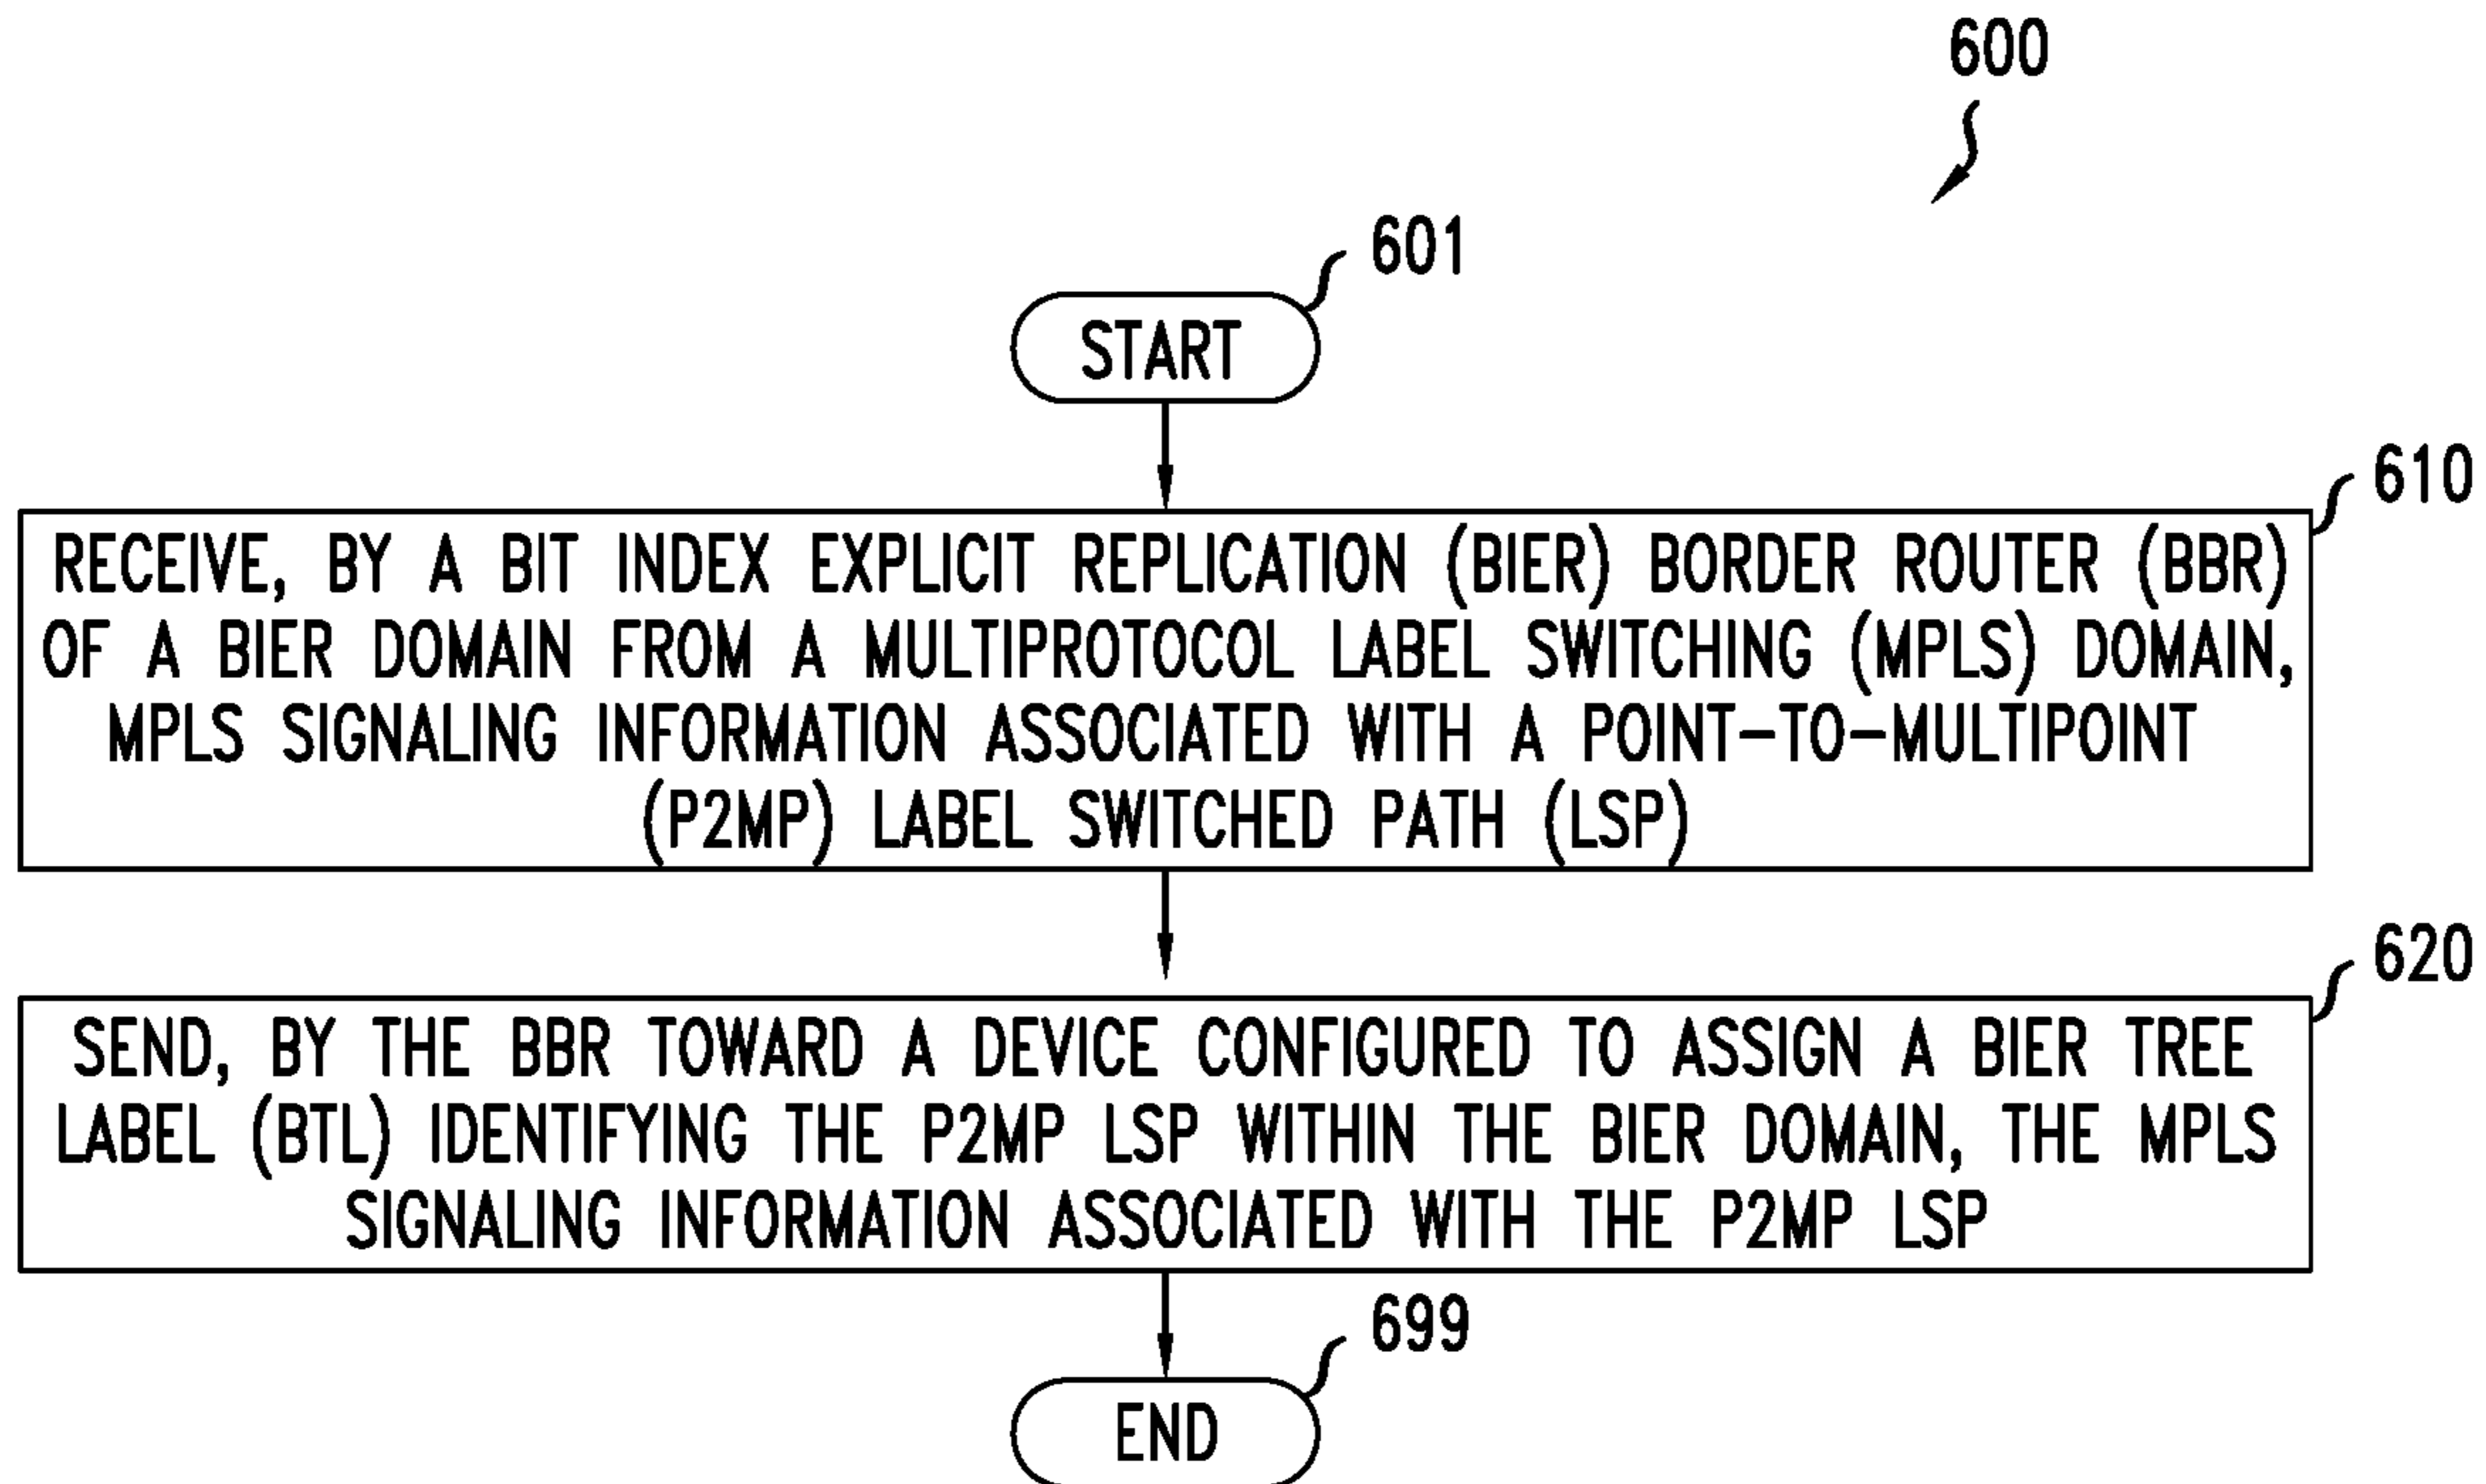 600
601
START
610
RECEIVE, BY A BIT INDEX EXPLICIT REPLICATION (BIER) BORDER ROUTER (BBR)
OF A BIER DOMAIN FROM A MULTIPROTOCOL LABEL SWITCHING (MPLS) DOMAIN,
MPLS SIGNALING INFORMATION ASSOCIATED WITH A POINT-TO-MULTIPOINT
(P2MP) LABEL SWITCHED PATH (LSP)
620
SEND, BY THE BBR TOWARD A DEVICE CONFIGURED TO ASSIGN A BIER TREE
LABEL (BTL) IDENTIFYING THE P2MP LSP WITHIN THE BIER DOMAIN, THE MPLS
SIGNALING INFORMATION ASSOCIATED WITH THE P2MP LSP
699
END